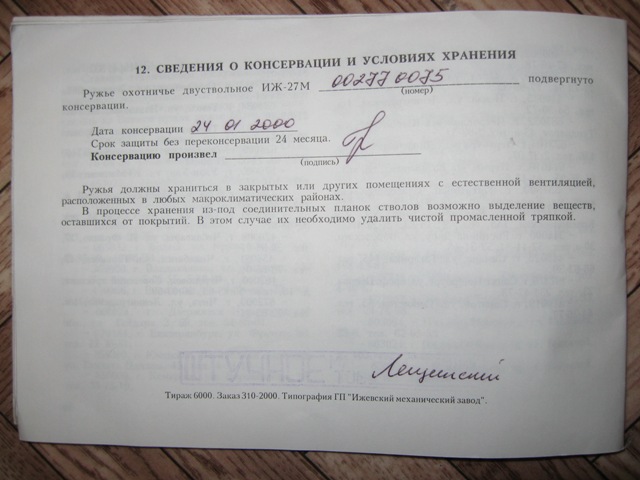 12. СВЕДЕНИЯ О КОНСЕРВАЦИИ И УСЛОВИЯХ ХРАНЕНИЯ
Ружье охотничье двуствольное ИЖ-27М 002770075 подвергнуто
(номер)
консервации.
Дата консервации 24 01 2000
Срок защиты без переконсервации 24 месяца.
Консервацию произвел
(подпись)
Ружья должны храниться в закрытых или других помещениях с естественной вентиляцией,
расположенных в любых макроклиматических районах.
В процессе хранения из-под соединительных планок стволов возможно выделение веществ,
оставшихся от покрытий. В этом случае их необходимо удалить чистой промасленной тряпкой.
ШТУЧНОЕ
Лещинский
Тираж 6000. Заказ 310-2000. Типография ГП "Ижевский механический завод".